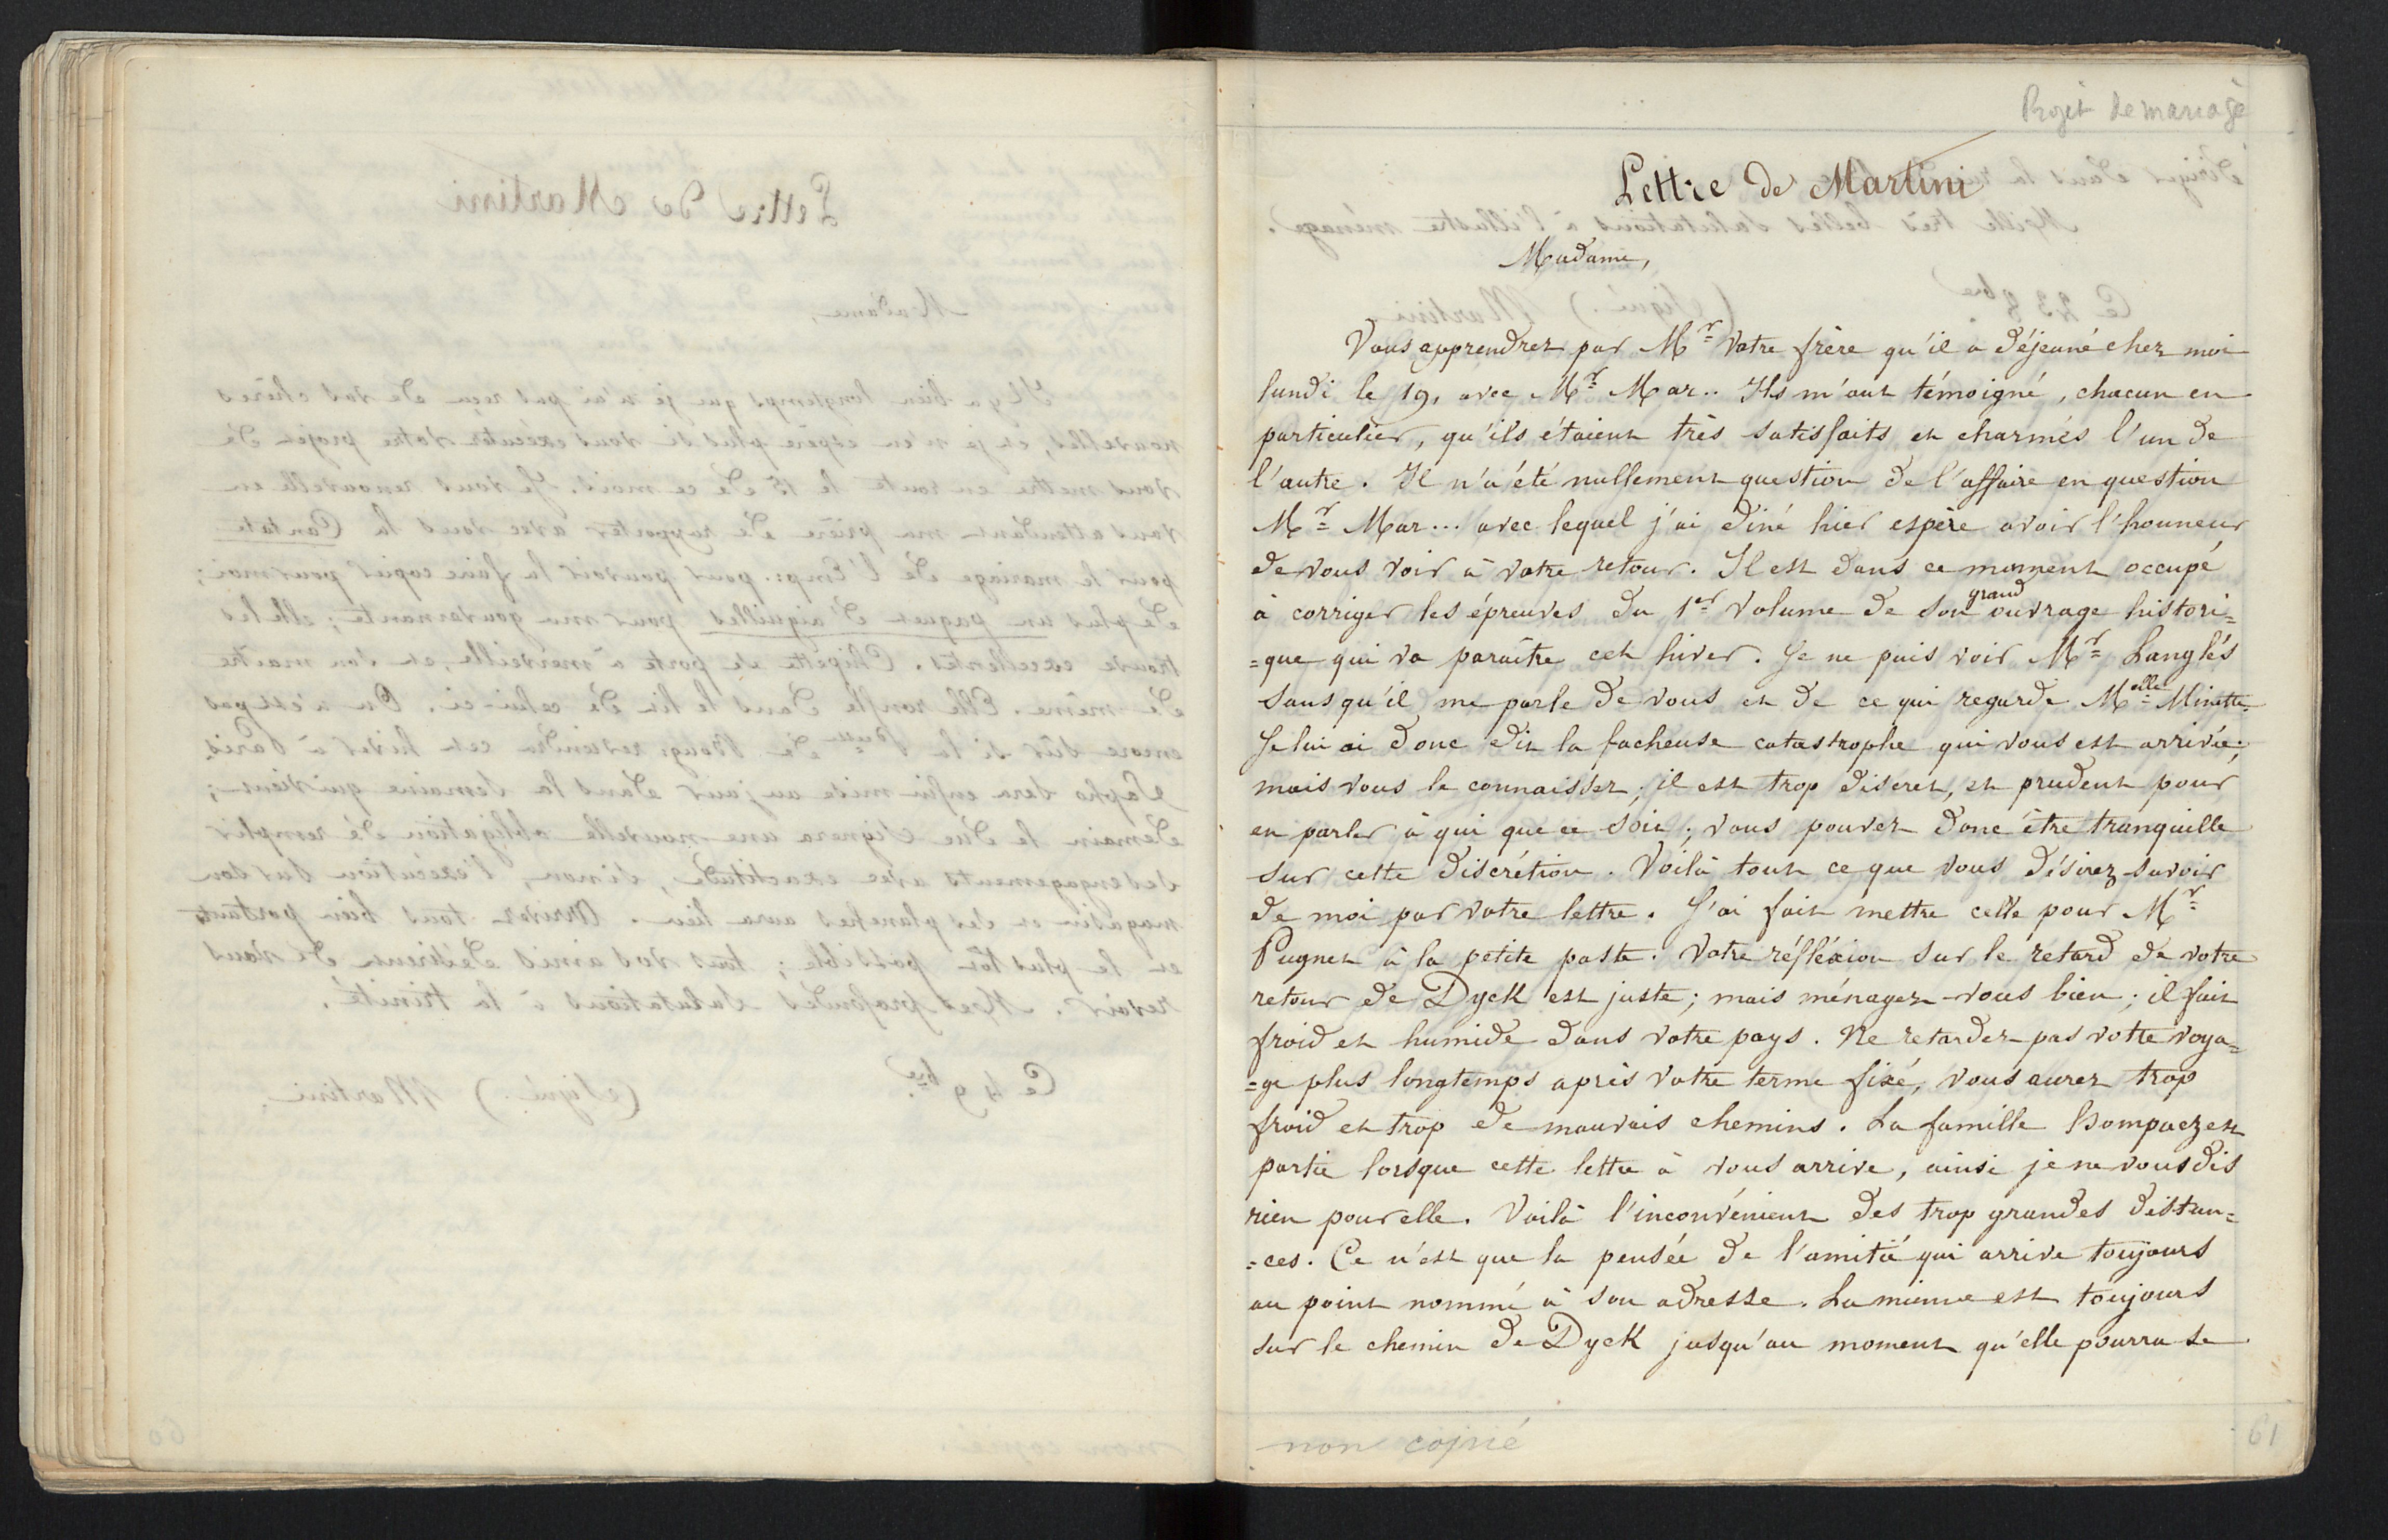 Projet de mariage
Lettre de Martini
Madame,
Vous apprendrez par Mr= Votre frère qu'il a déjeuné chez moi
lundi le 19, avec Mr= Mar.. Ils m'ont témoigné, chacun en
particulier, qu'ils étaient très satisfaits et charmés l'un de
l'autre. Il n'a été nullement question de l'affaire en question
Mr= Mar... avec lequel j'ai diné hier espère avoir l'honneur
de vous voir à votre retour. Il est dans ce moment occupé
à corriger les épreuves du 1er= Volume de son grand ouvrage histori=
=que qui va paraître cet hiver. Je ne puis voir Mr= Langlés
sans qu'il me parle de vous et de ce qui regarde Melle= Minette.
Je lui ai donc dit la facheuse catastrophe qui vous est arrivée;
mais vous le connaissez; il est trop discret, et prudent pour
en parler à qui que ce soit; vous pouvez donc être tranquille
sur cette discrétion. Voilà tout ce que vous désirez savoir
de moi par votre lettre. J'ai fait mettre celle pour Mr=
Pugnet à la petite poste. Votre réfléxion sur le retard de votre
retour de Dyck est juste; mais ménagez-vous bien; il fait
froid et humide dans votre pays. Ne retardez pas votre voya=
=ge plus longtemps après votre terme fixé, vous aurez trop
froid et trop de mauvais chemins. La famille est
partie lorsque cette lettre à vous arrive, ainsi je ne vous dis
rien pour elle. Voilà l'inconvénient des trop grandes distan=
=ces. Ce n'est que la pensée de l'amitié qui arrive toujours
au point nommé à son adresse. La mienne est toujours
sur le chemin de Dyck jusqu'au moment qu'elle pourra se
non copié
61